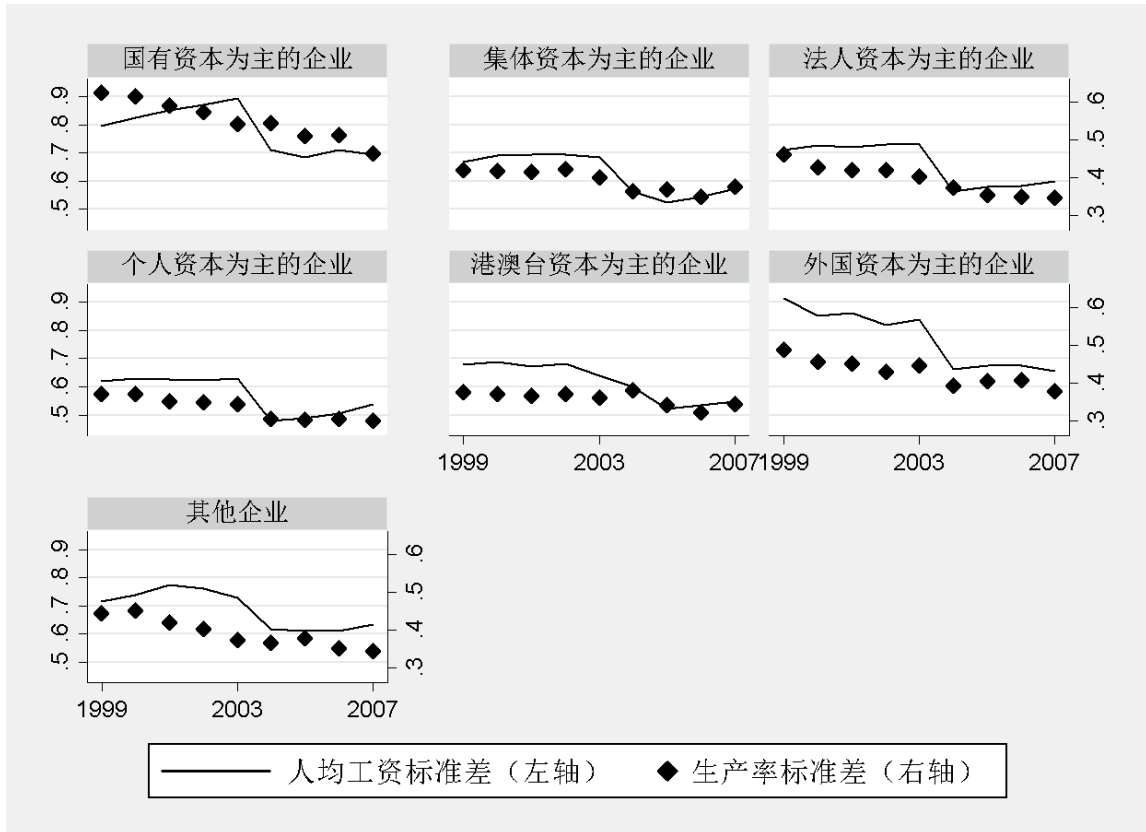 国有资本为主的企业
集体资本为主的企业
法人资本为主的企业
.9
.8
.7
.6
.5
.6
.5
.4
.3
个人资本为主的企业
港澳台资本为主的企业
外国资本为主的企业
.9
.8
.7
.6
.5
.6
.5
.4
.3
1999 2003 2007
1999 2003 2007
其他企业
.9
.8
.7
.6
.5
.6
.5
.4
.3
1999 2003 2007
人均工资标准差（左轴） 生产率标准差（右轴）